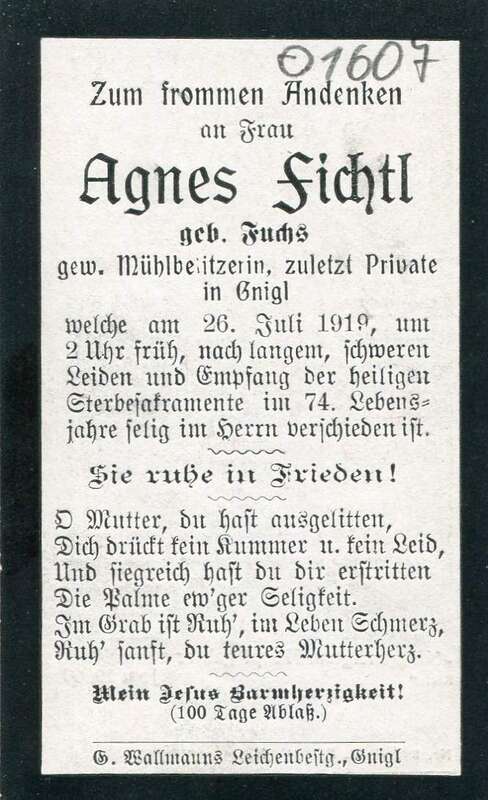 01607
Zum frommen Andenken
an Frau
Agnes Fichtl
geb. Fuchs
gew. Mühlbesitzerin, zuletzt Private
in Gnigl
welche am 26. Juli 1919, um
2 Uhr früh, nach langem, schweren
Leiden und Empfang der heiligen
Sterbesakramente im 74. Lebens=
jahre selig im Herrn verschieden ist.
Sie ruhe in Frieden!
O Mutter, du hast ausgelitten,
Dich drückt kein Kummer u. kein Leid,
Und siegreich hast du dir erstritten
Die Palme ew'ger Seligkeit.
Im Grab ist Ruh', im Leben Schmerz,
Ruh' sanft, du teures Mutterherz.
Mein Jesus Barmherzigkeit!
(100 Tage Ablaß.)
G. Wallmanns Leichenbestg., Gnigl